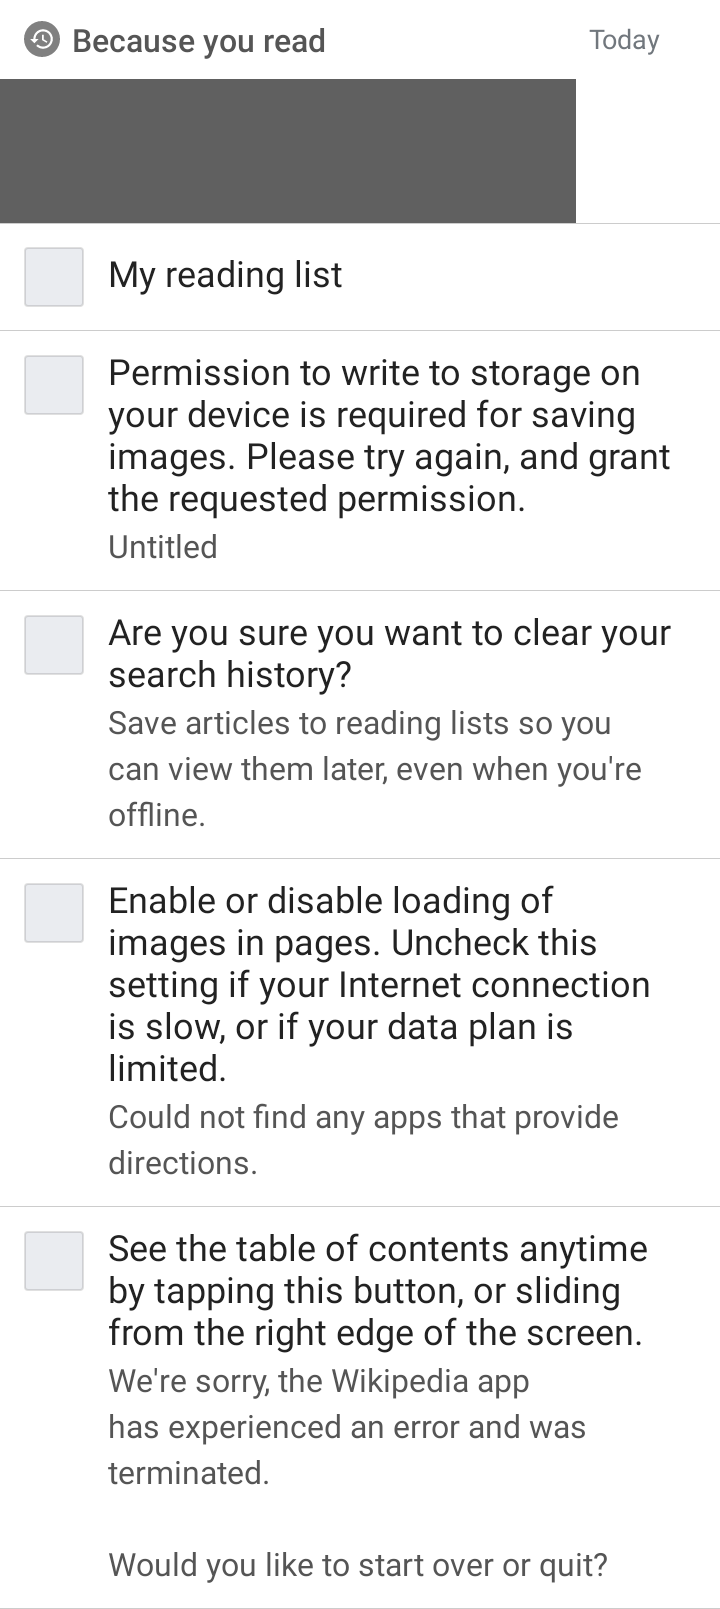 Because you read
Today
My reading list
Permission to write to storage on
your device is required for saving
images. Please try again, and grant
the requested permission.
Untitled
Are you sure you want to clear your
search history?
Save articles to reading lists so you
can view them later, even when you're
offline.
Enable or disable loading of
images in pages. Uncheck this
setting if your Internet connection
is slow, or if your data plan is
limited.
Could not find any apps that provide
directions.
See the table of contents anytime
by tapping this button, or sliding
from the right edge of the screen.
We're sorry, the Wikipedia app
has experienced an error and was
terminated.
Would you like to start over or quit?